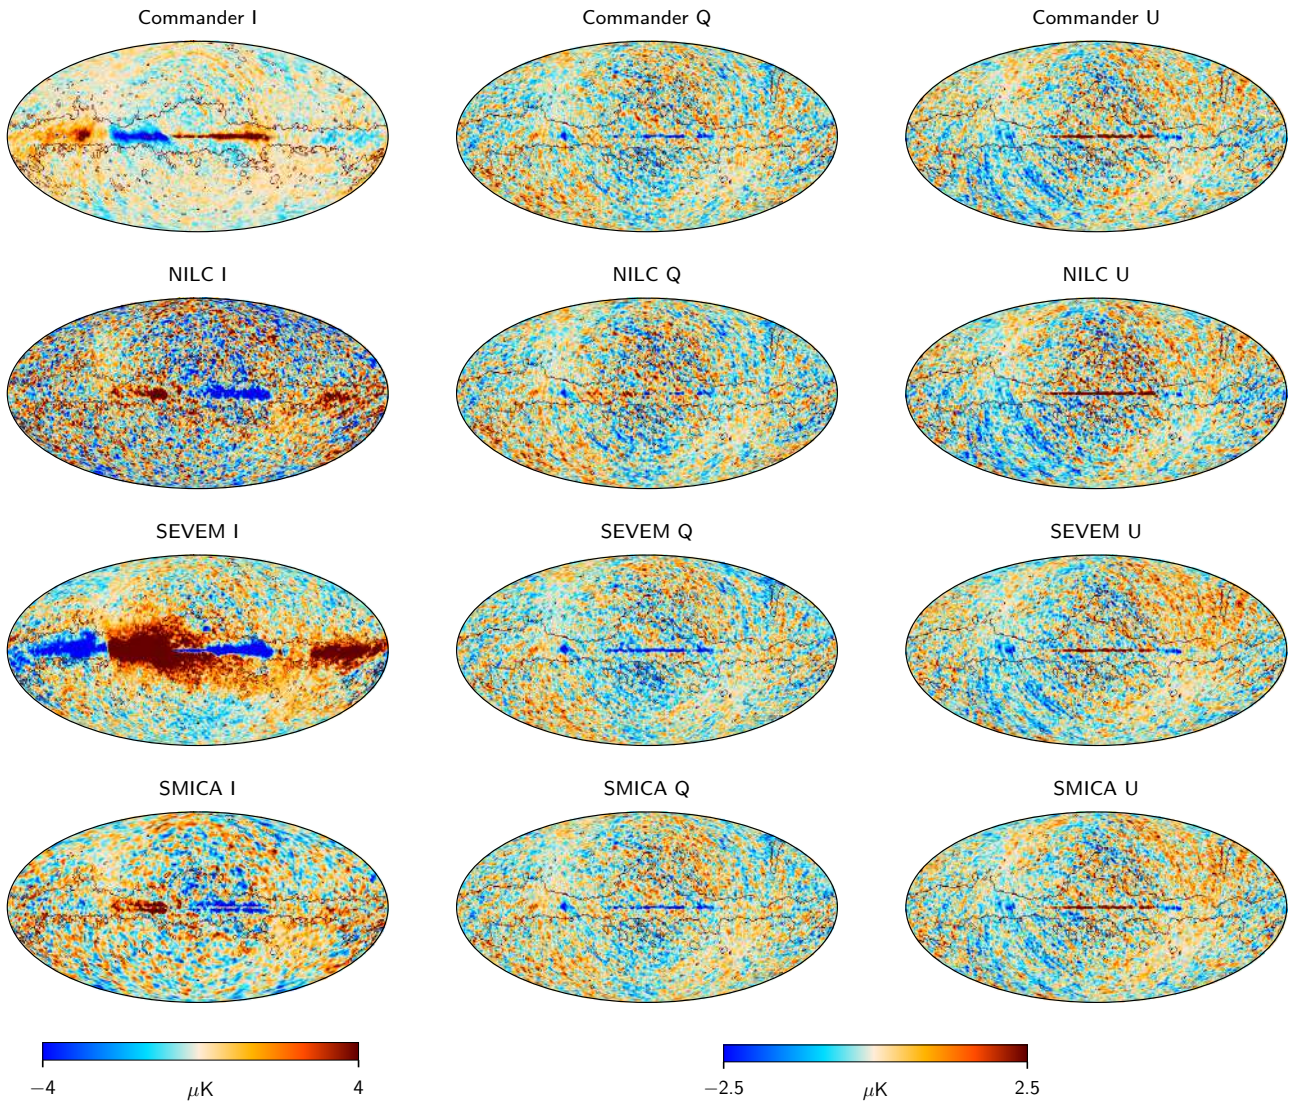 Commander I
Commander Q
Commander U
NILC I
NILC Q
NILC U
SEVEM I
SEVEM Q
SEVEM U
SMICA I
SMICA Q
SMICA U
−4 μK 4
−2.5 μK 2.5